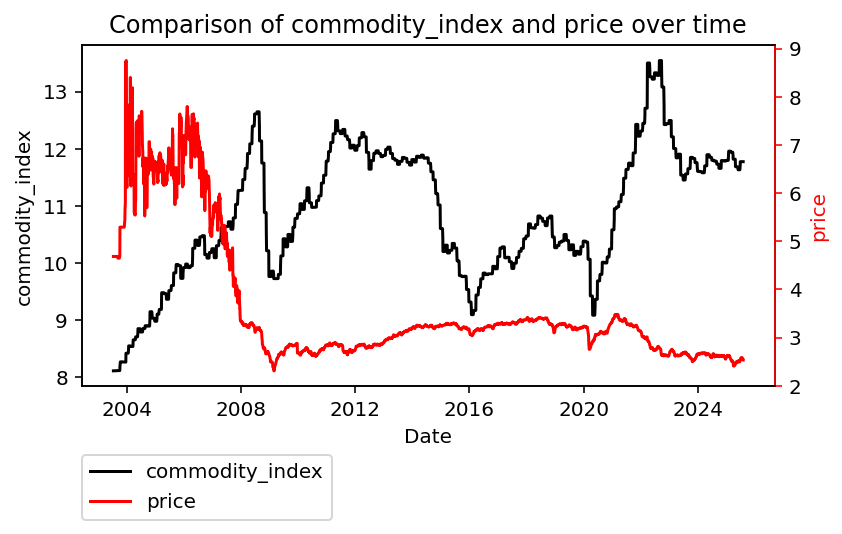 Comparison of commodity_index and price over time
commodity_index
13
12
11
10
9
8
9
8
7
6
5
4
3
2
price
2004 2008 2012 2016 2020 2024
Date
commodity_index
price